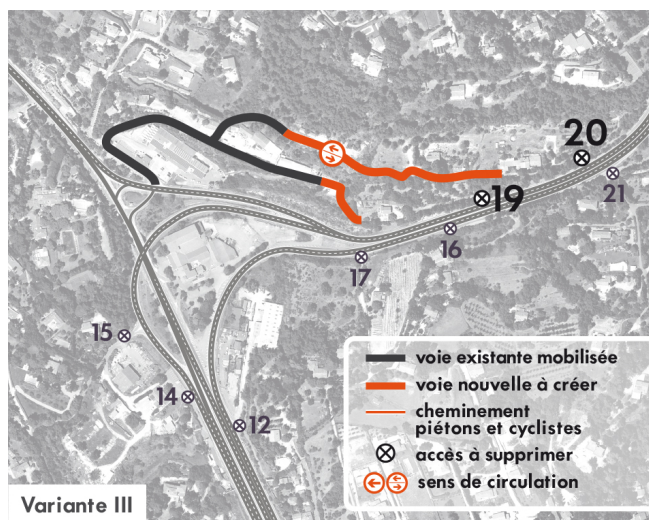 20
21
19
16
17
15
14
12
voie existante mobilisée
voie nouvelle à créer
cheminement
piétons et cyclistes
accès à supprimer
sens de circulation
Variante III